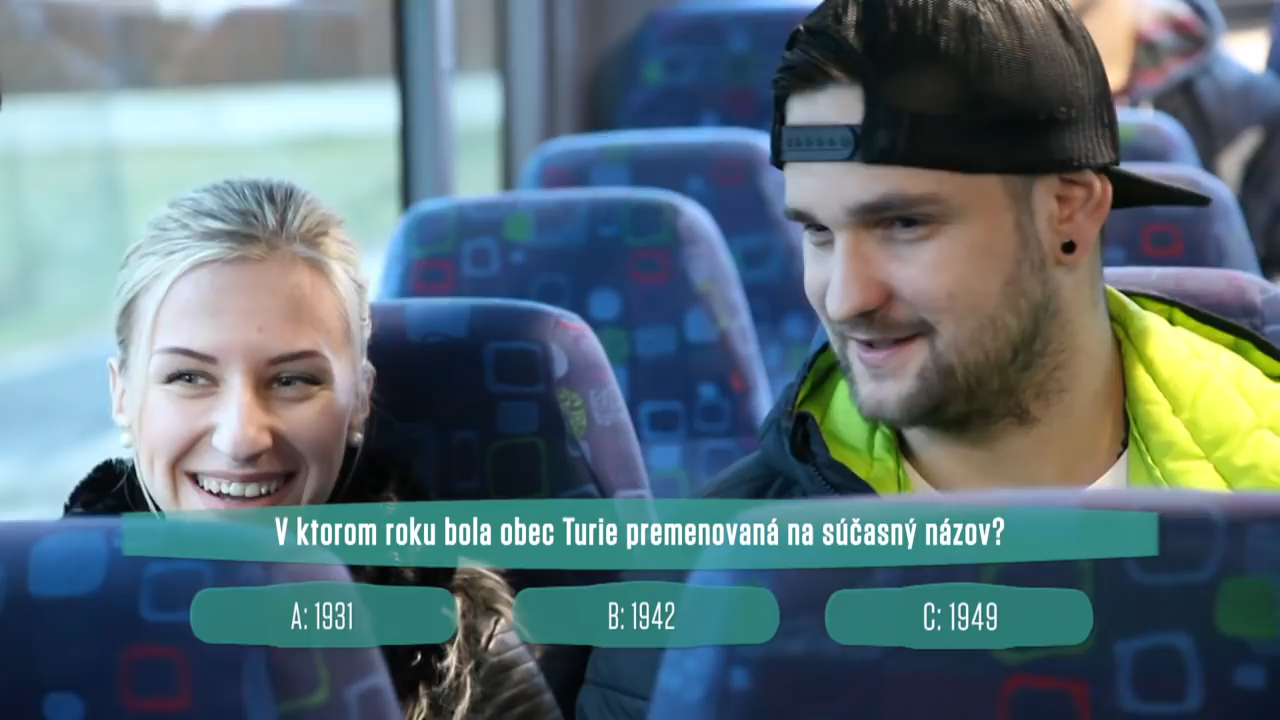 V ktorom roku bola obec Turie premenovaná na súčasný názov?
A: 1931
B: 1942
C: 1949